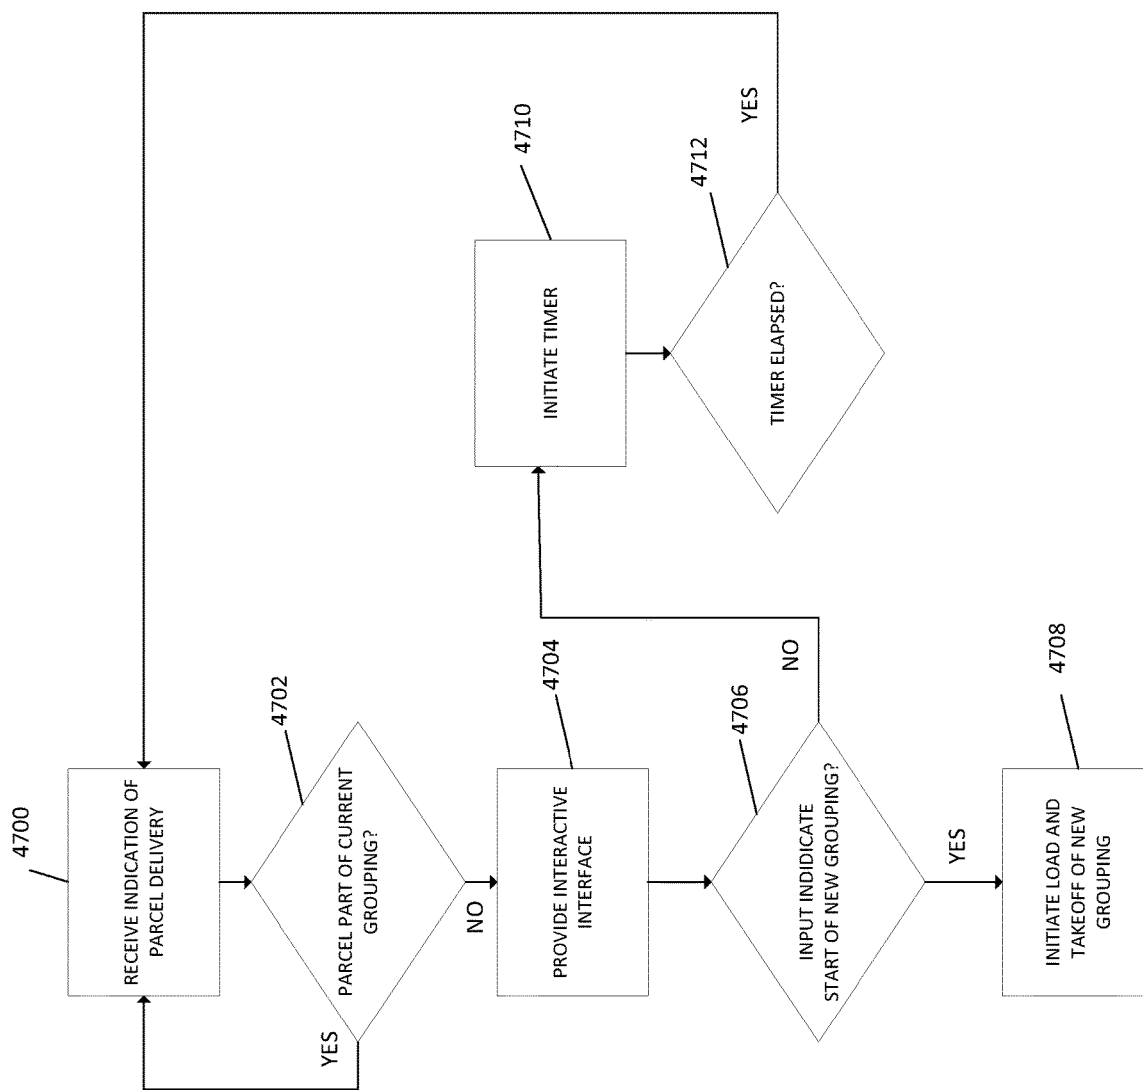 4700
RECEIVE INDICATION OF
PARCEL DELIVERY
4702
PARCEL PART OF CURRENT
GROUPING?
YES
NO
4704
PROVIDE INTERACTIVE
INTERFACE
4706
INPUT INDIDICATE
START OF NEW GROUPING?
NO
YES
4708
INITIATE LOAD AND
TAKEOFF OF NEW
GROUPING
4710
INITIATE TIMER
4712
TIMER ELAPSED?
YES